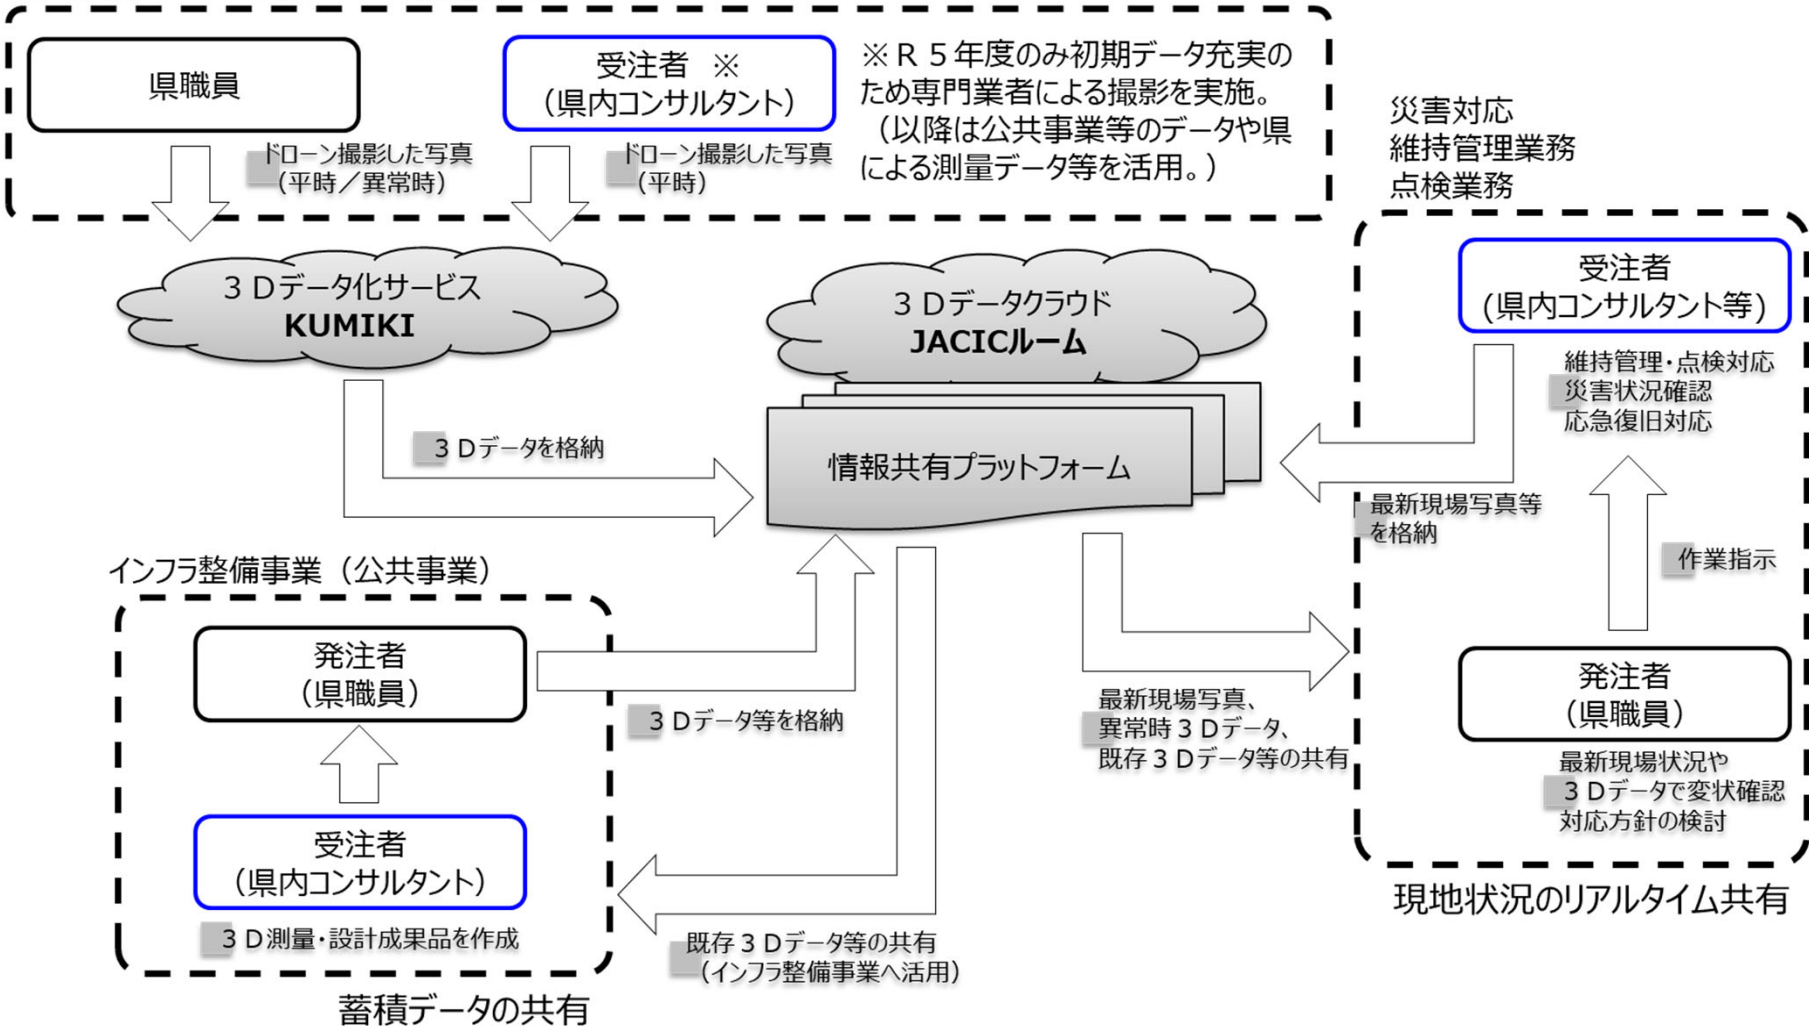 県職員
受注者　※
（県内コンサルタント）
※Ｒ５年度のみ初期データ充実の
ため専門業者による撮影を実施。
（以降は公共事業等のデータや県
による測量データ等を活用。）
ドローン撮影した写真
（平時／異常時）
ドローン撮影した写真
（平時）
３Ｄデータ化サービス
KUMIKI
３Ｄデータクラウド
JACICルーム
情報共有プラットフォーム
３Ｄデータを格納
災害対応
維持管理業務
点検業務
受注者
（県内コンサルタント等）
維持管理・点検対応
災害状況確認
応急復旧対応
最新現場写真等
を格納
作業指示
発注者
（県職員）
最新現場状況や
３Ｄデータで変状確認
対応方針の検討
現地状況のリアルタイム共有
最新現場写真、
異常時３Ｄデータ、
既存３Ｄデータ等の共有
インフラ整備事業（公共事業）
発注者
（県職員）
３Ｄデータ等を格納
受注者
（県内コンサルタント）
３Ｄ測量・設計成果品を作成
既存３Ｄデータ等の共有
（インフラ整備事業へ活用）
蓄積データの共有